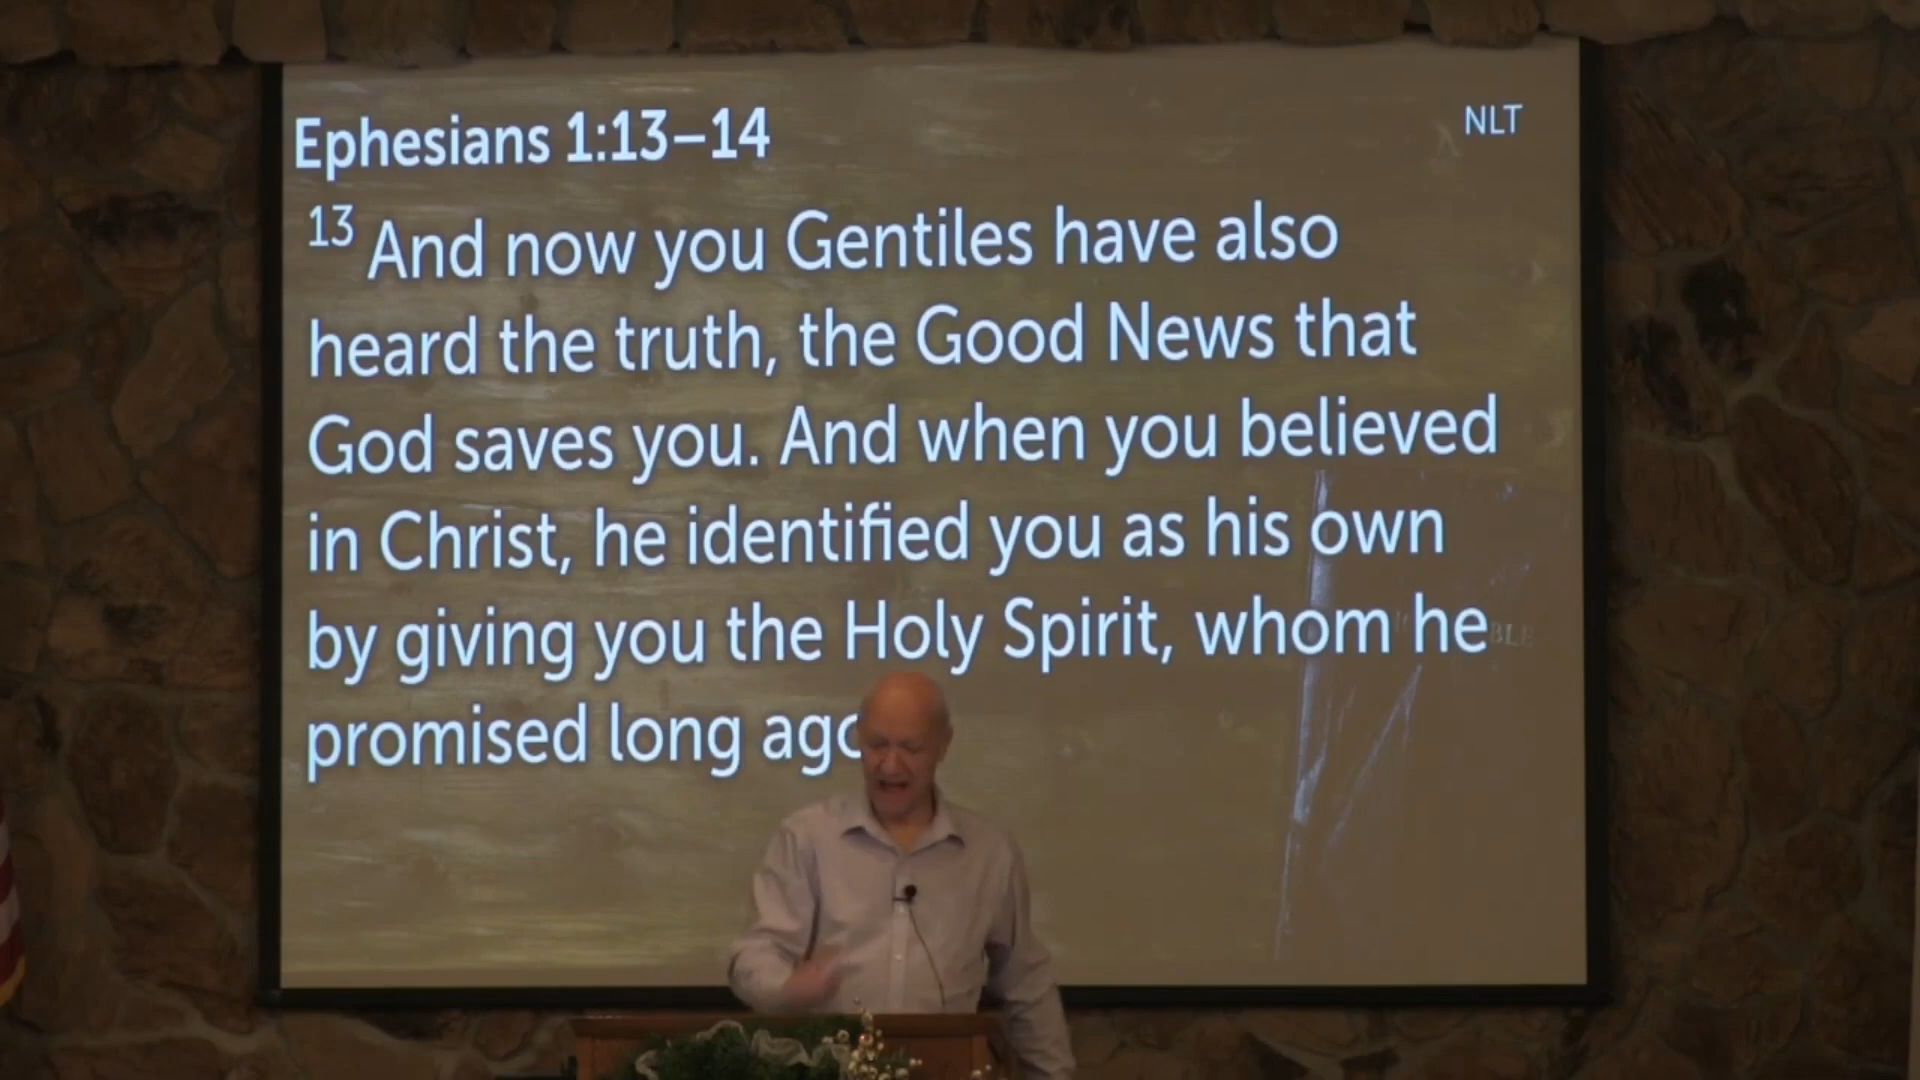 Ephesians 1:13–14
NLT
13 And now you Gentiles have also
heard the truth, the Good News that
God saves you. And when you believed
in Christ, he identified you as his own
by giving you the Holy Spirit, whom he
promised long ago